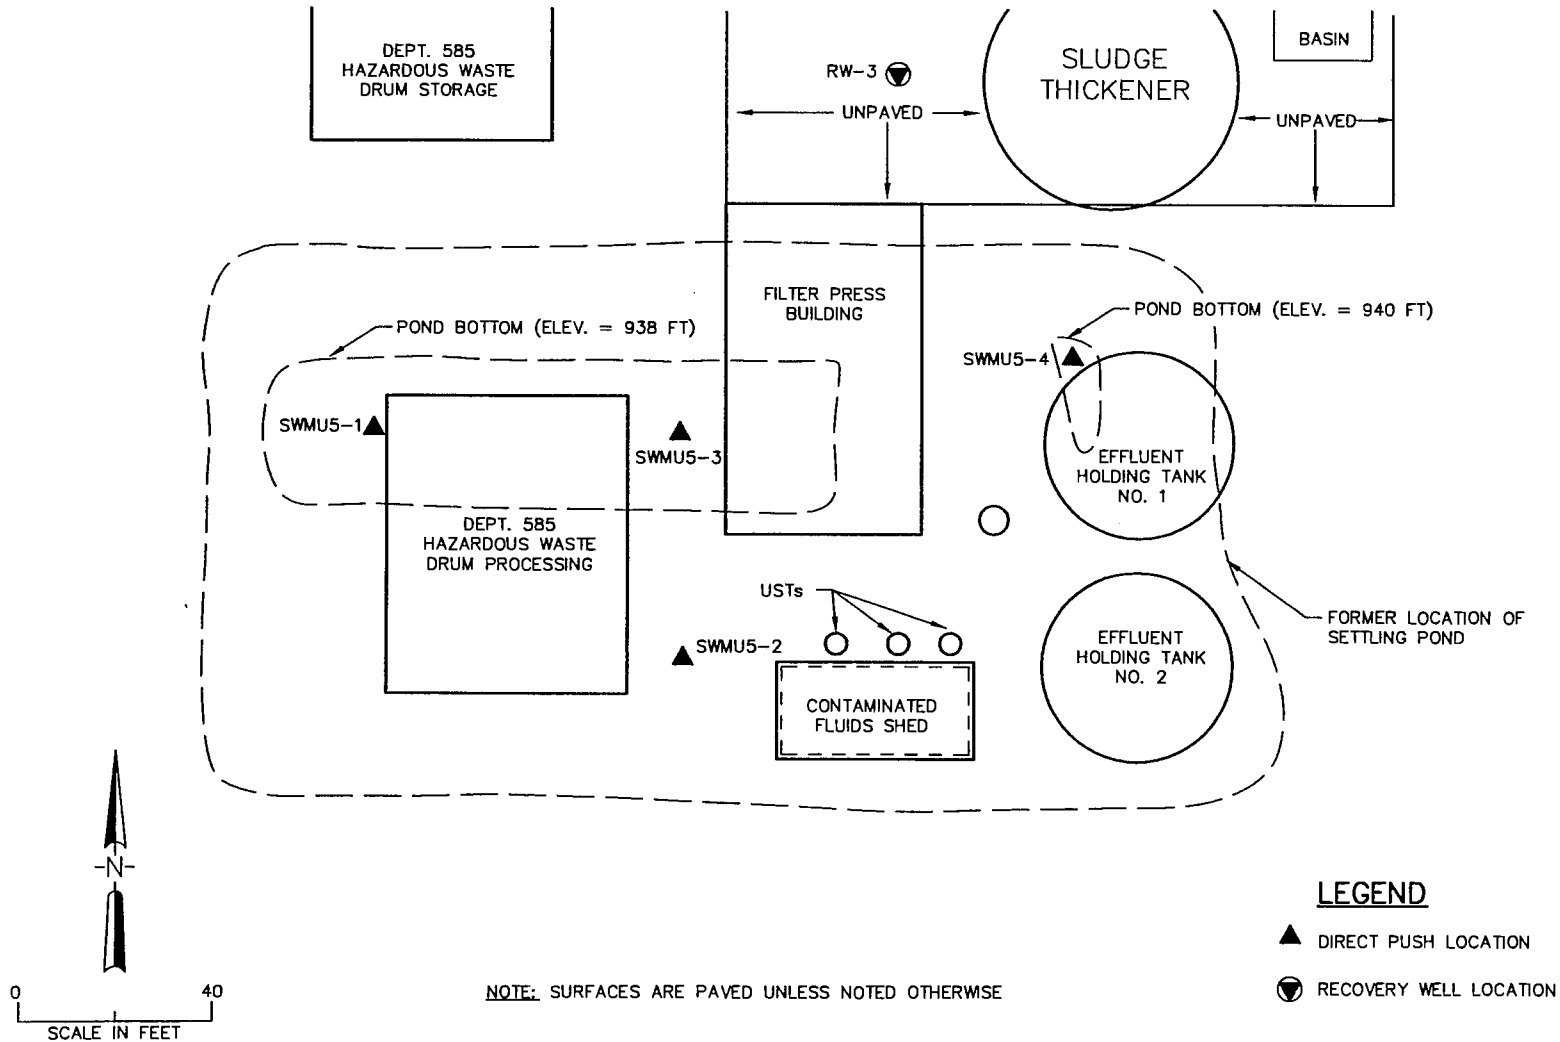 DEPT. 585
HAZARDOUS WASTE
DRUM STORAGE
RW-3
UNPAVED
SLUDGE
THICKENER
BASIN
UNPAVED
FILTER PRESS
BUILDING
POND BOTTOM (ELEV. = 938 FT)
POND BOTTOM (ELEV. = 940 FT)
SWMU5-4
SWMU5-1
SWMU5-3
EFFLUENT
HOLDING TANK
NO. 1
DEPT. 585
HAZARDOUS WASTE
DRUM PROCESSING
USTs
SWMU5-2
EFFLUENT
HOLDING TANK
NO. 2
FORMER LOCATION OF
SETTLING POND
CONTAMINATED
FLUIDS SHED
-N-
LEGEND
DIRECT PUSH LOCATION
RECOVERY WELL LOCATION
0 40
SCALE IN FEET
NOTE: SURFACES ARE PAVED UNLESS NOTED OTHERWISE